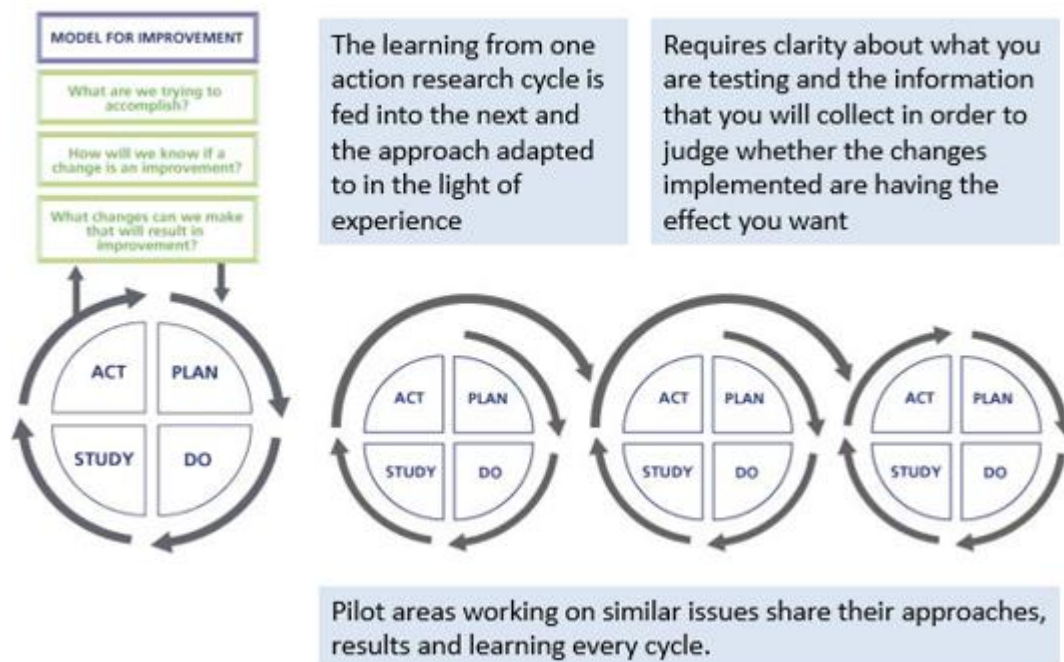 MODEL FOR IMPROVEMENT
What are we trying to
accomplish?
How will we know if a
change is an improvement?
What changes can we make
that will result in
improvement?
The learning from one
action research cycle is
fed into the next and
the approach adapted
to in the light of
experience
Requires clarity about what you
are testing and the information
that you will collect in order to
judge whether the changes
implemented are having the
effect you want
ACT PLAN
STUDY DO
ACT PLAN
STUDY DO
ACT PLAN
STUDY DO
ACT PLAN
STUDY DO
Pilot areas working on similar issues share their approaches,
results and learning every cycle.